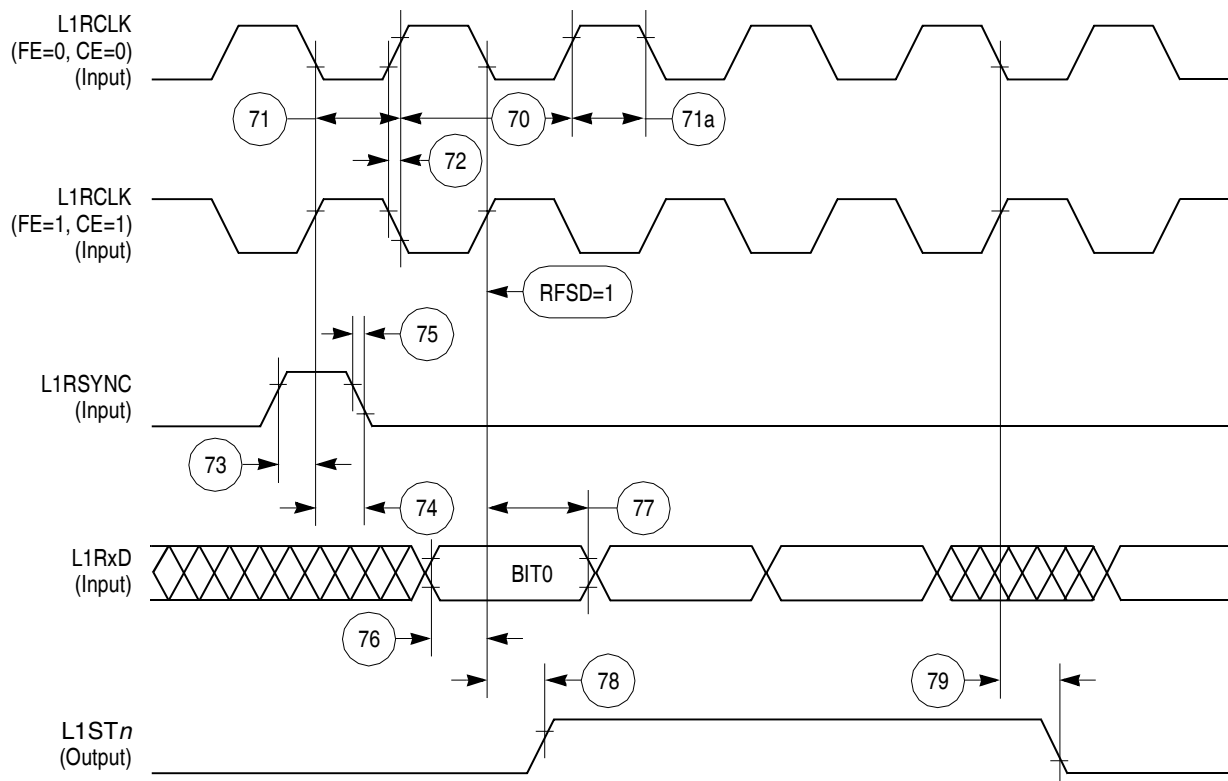 L1RCLK
(FE=0, CE=0)
(Input)
71
70
71a
72
L1RCLK
(FE=1, CE=1)
(Input)
RFSD=1
75
L1RSYNC
(Input)
73
74
77
L1RxD
(Input)
BIT0
76
78
79
L1STn
(Output)